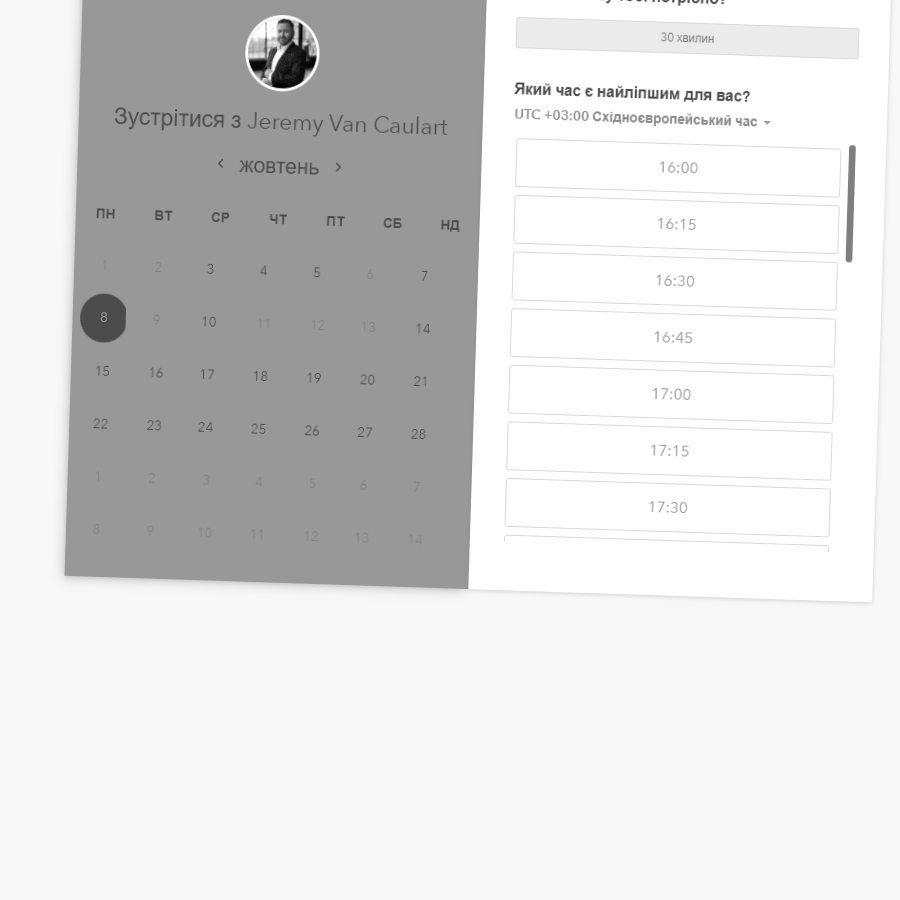 Зустрітися з Jeremy Van Caulart
жовтень
ПН ВТ СР ЧТ ПТ СБ НД
1 2 3 4 5 6 7
8 9 10 11 12 13 14
15 16 17 18 19 20 21
22 23 24 25 26 27 28
1 2 3 4 5 6 7
8 9 10 11 12 13 14
30 хвилин
Який час є найліпшим для вас?
UTC +03:00 Східноєвропейський час
16:00
16:15
16:30
16:45
17:00
17:15
17:30